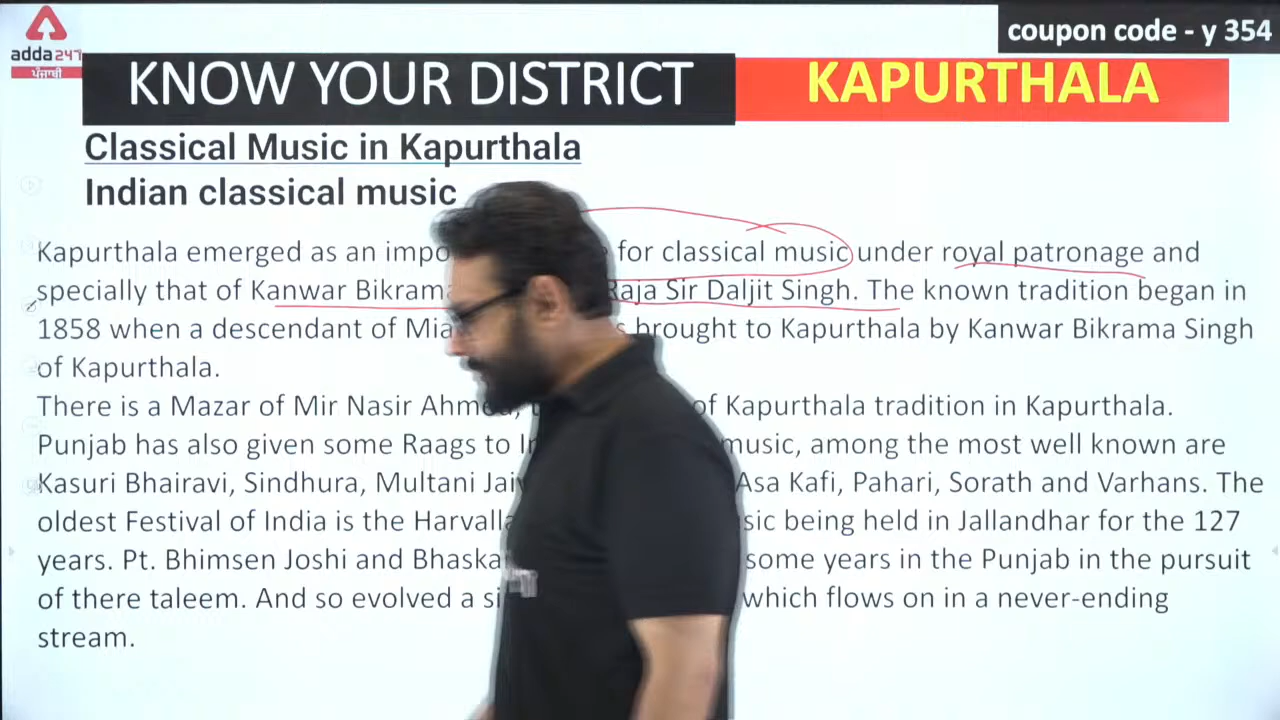 adda247
ਪੰਜਾਬੀ
coupon code - y 354
KNOW YOUR DISTRICT
KAPURTHALA
Classical Music in Kapurthala
Indian classical music
Kapurthala emerged as an for classical music under royal patronage and
specially that of Kanwar Raja Sir Daljit Singh. The known tradition began in
1858 when a descendant of brought to Kapurthala by Kanwar Bikrama Singh
of Kapurthala.
There is a Mazar of Mir Nasir of Kapurthala tradition in Kapurthala.
Punjab has also given some Raags to music, among the most well known are
Kasuri Bhairavi, Sindhura, Multani Asa Kafi, Pahari, Sorath and Varhans. The
oldest Festival of India is the being held in Jallandhar for the 127
years. Pt. Bhimsen Joshi and some years in the Punjab in the pursuit
of there taleem. And so evolved a which flows on in a never-ending
stream.